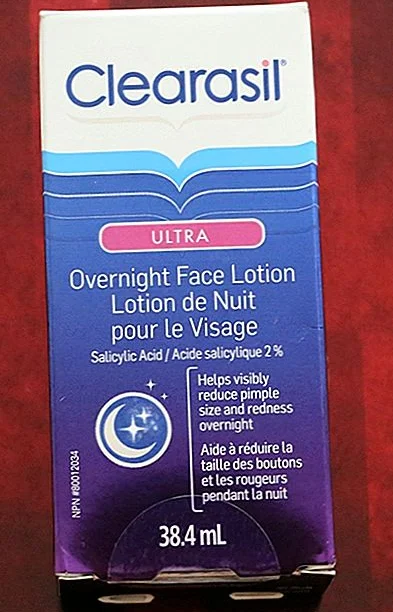 Clearasil®
ULTRA
Overnight Face Lotion
Lotion de Nuit
pour le Visage
Salicylic Acid / Acide salicylique 2%
Helps visibly
reduce pimple
size and redness
overnight
Aide à réduire la
taille des boutons
et les rougeurs
pendant la nuit
NPN #80012034
38.4 mL